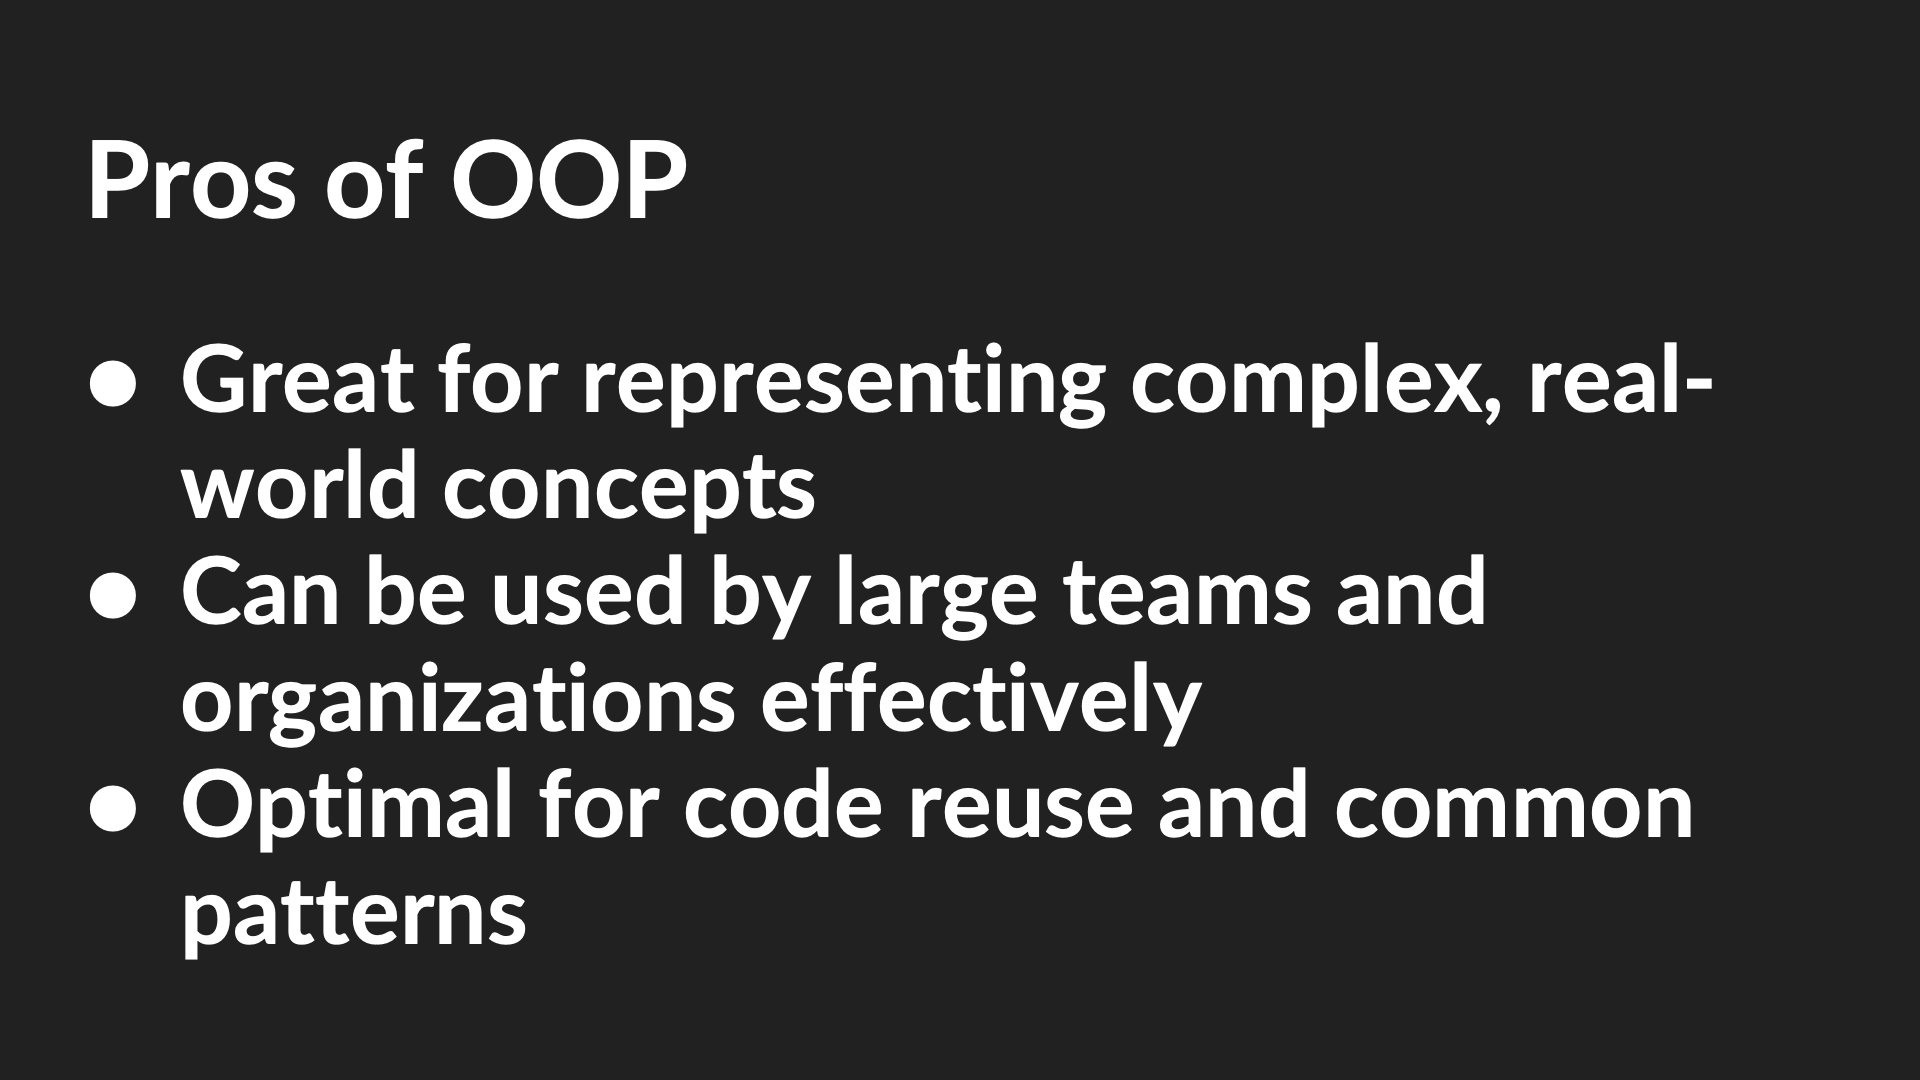 Pros of OOP
● Great for representing complex, real-
world concepts
● Can be used by large teams and
organizations effectively
● Optimal for code reuse and common
patterns